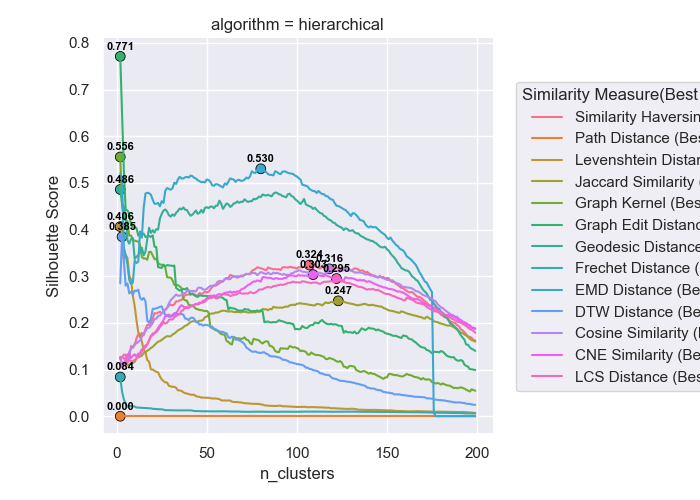 algorithm = hierarchical
0.8
0.7
0.6
0.5
0.4
0.3
0.2
0.1
0.0
Silhouette Score
0.771
0.556
0.486
0.406
0.385
0.084
0.000
0.530
0.324
0.316
0.303
0.295
0.247
0
50
100
150
200
n_clusters
Similarity Measure(Best
Similarity Haversin
Path Distance (Bes
Levenshtein Distan
Jaccard Similarity (
Graph Kernel (Bes
Graph Edit Distanc
Geodesic Distance
Frechet Distance (
EMD Distance (Be
DTW Distance (Be
Cosine Similarity (
CNE Similarity (Be
LCS Distance (Bes